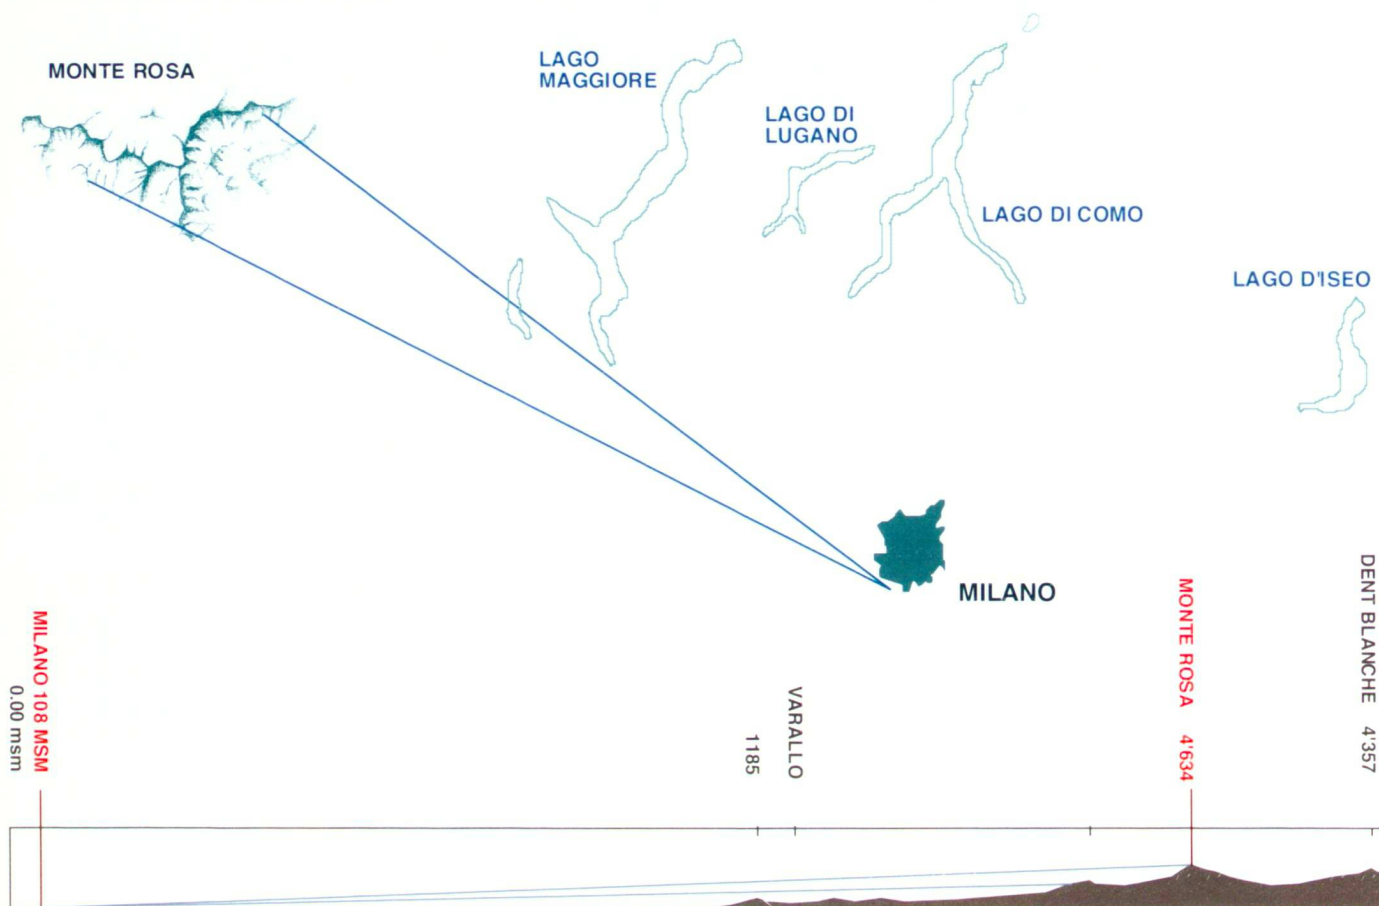 MONTE ROSA
LAGO
MAGGIORE
LAGO DI
LUGANO
LAGO DI COMO
LAGO D'ISEO
MILANO
MILANO 108 MSM
0.00 msm
VARALLO
1185
MONTE ROSA 4'634
DENT BLANCHE 4'357